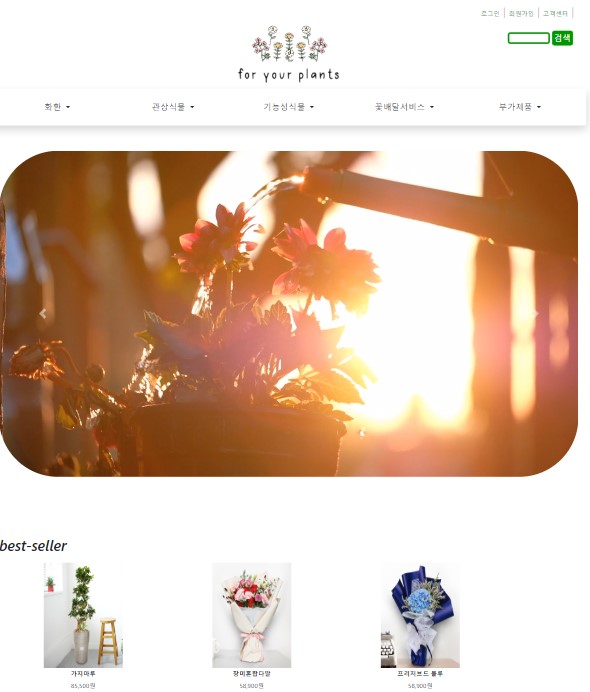 로그인 회원가입 고객센터
검색
for your plants
화환 관상식물 기능성식물 꽃배달서비스 부가제품
best-seller
가지마루 장미혼합다발 프리저브드 블루
85,500원 58,900원 58,900원